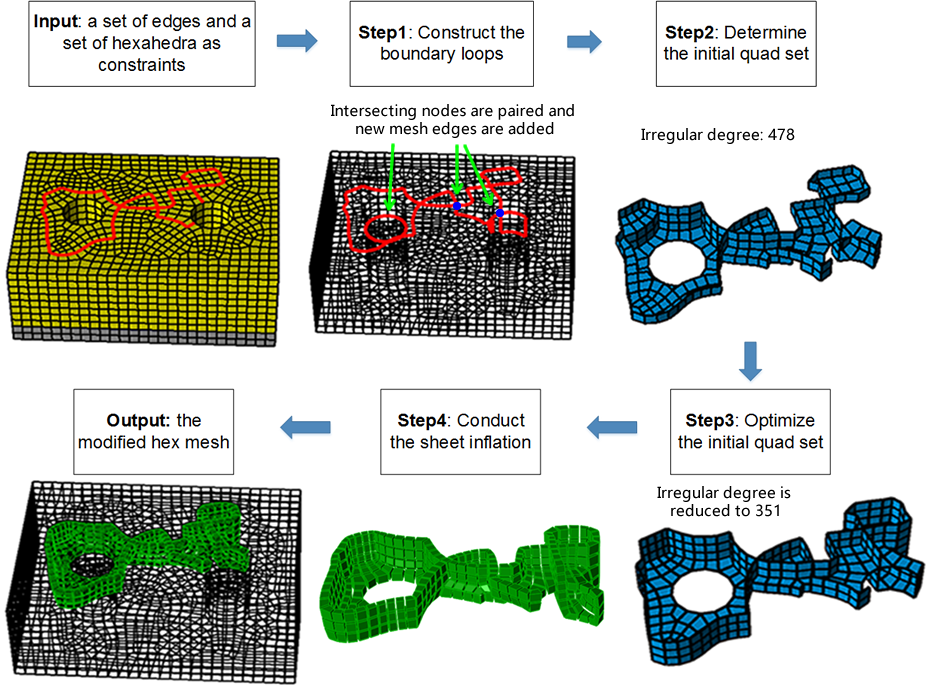 Input: a set of edges and a
set of hexahedra as
constraints
Step1: Construct the
boundary loops
Step2: Determine
the initial quad set
Intersecting nodes are paired and
new mesh edges are added
Irregular degree: 478
Output: the
modified hex mesh
Step4: Conduct
the sheet inflation
Step3: Optimize
the initial quad set
Irregular degree is
reduced to 351